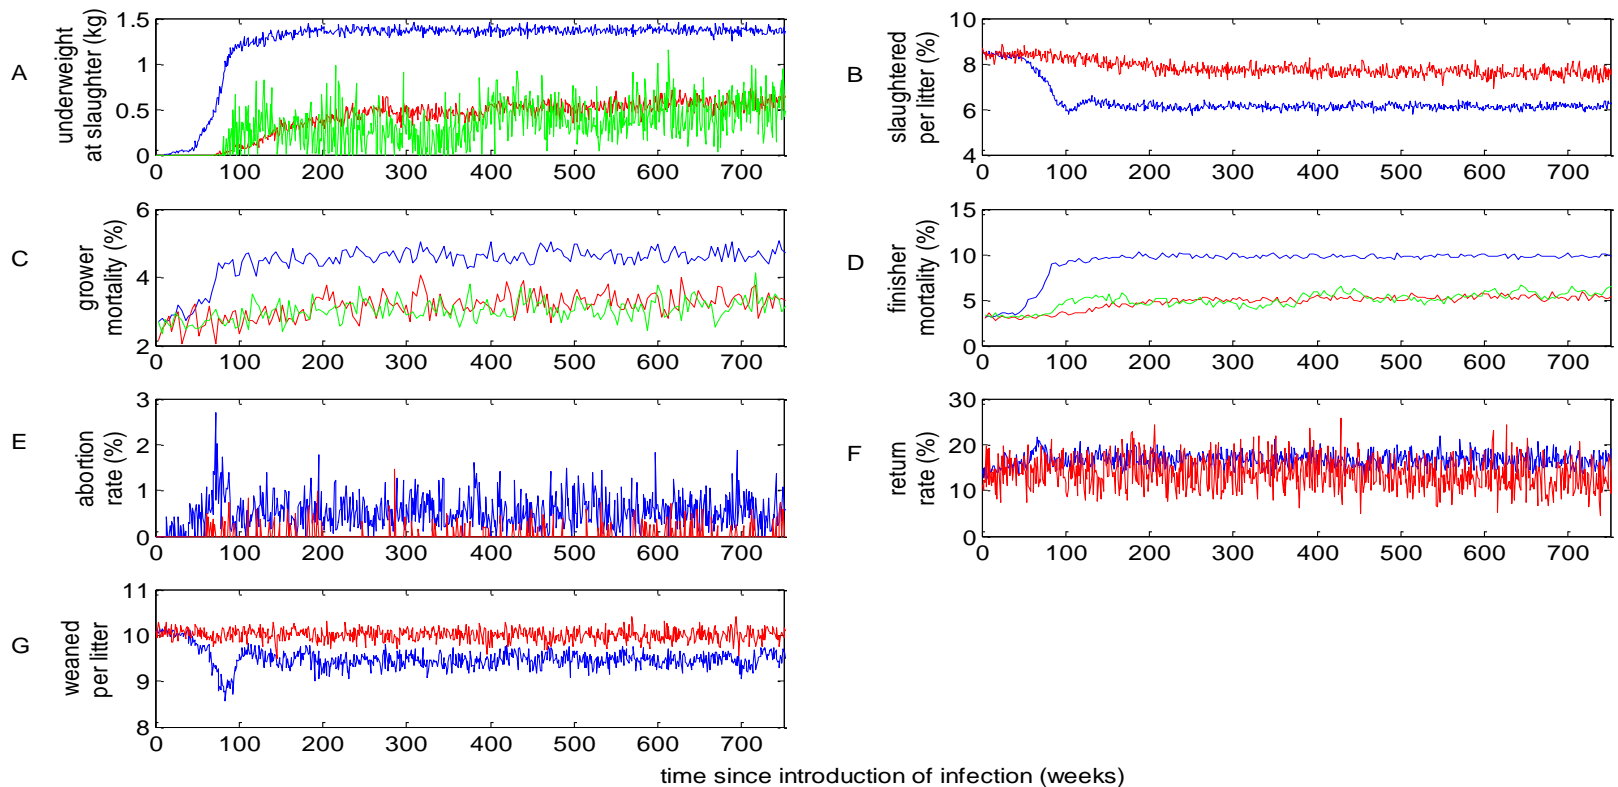 A
underweight
at slaughter (kg)
1.5
1
0.5
0
0 100 200 300 400 500 600 700
B
slaughtered
per litter (%)
10
8
6
4
0 100 200 300 400 500 600 700
C
grower
mortality (%)
6
4
2
0 100 200 300 400 500 600 700
D
finisher
mortality (%)
15
10
5
0
0 100 200 300 400 500 600 700
E
abortion
rate (%)
3
2
1
0
0 100 200 300 400 500 600 700
F
return
rate (%)
30
20
10
0
0 100 200 300 400 500 600 700
G
weaned
per litter
11
10
9
8
0 100 200 300 400 500 600 700
time since introduction of infection (weeks)